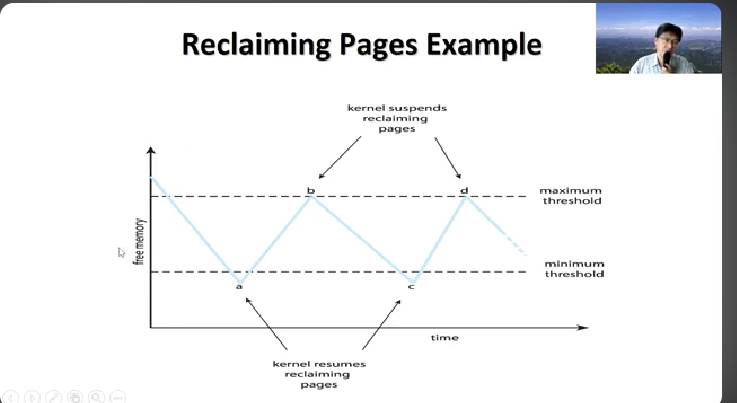 Reclaiming Pages Example
kernel suspends
reclaiming
pages
b
d
maximum
threshold
free memory
minimum
threshold
a
c
time
kernel resumes
reclaiming
pages